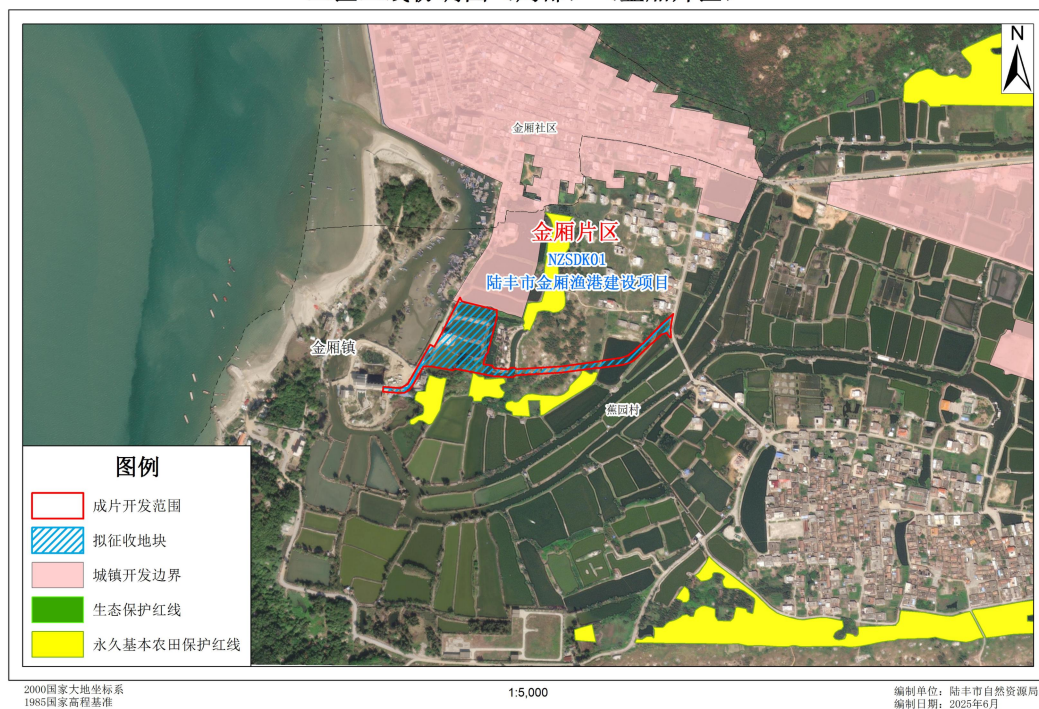 N
金厢社区
金厢片区
NZSDK01
陆丰市金厢渔港建设项目
金厢镇
蕉园村
图例
成片开发范围
拟征收地块
城镇开发边界
生态保护红线
永久基本农田保护红线
2000国家大地坐标系
1985国家高程基准
1:5,000
编制单位：陆丰市自然资源局
编制日期：2025年6月